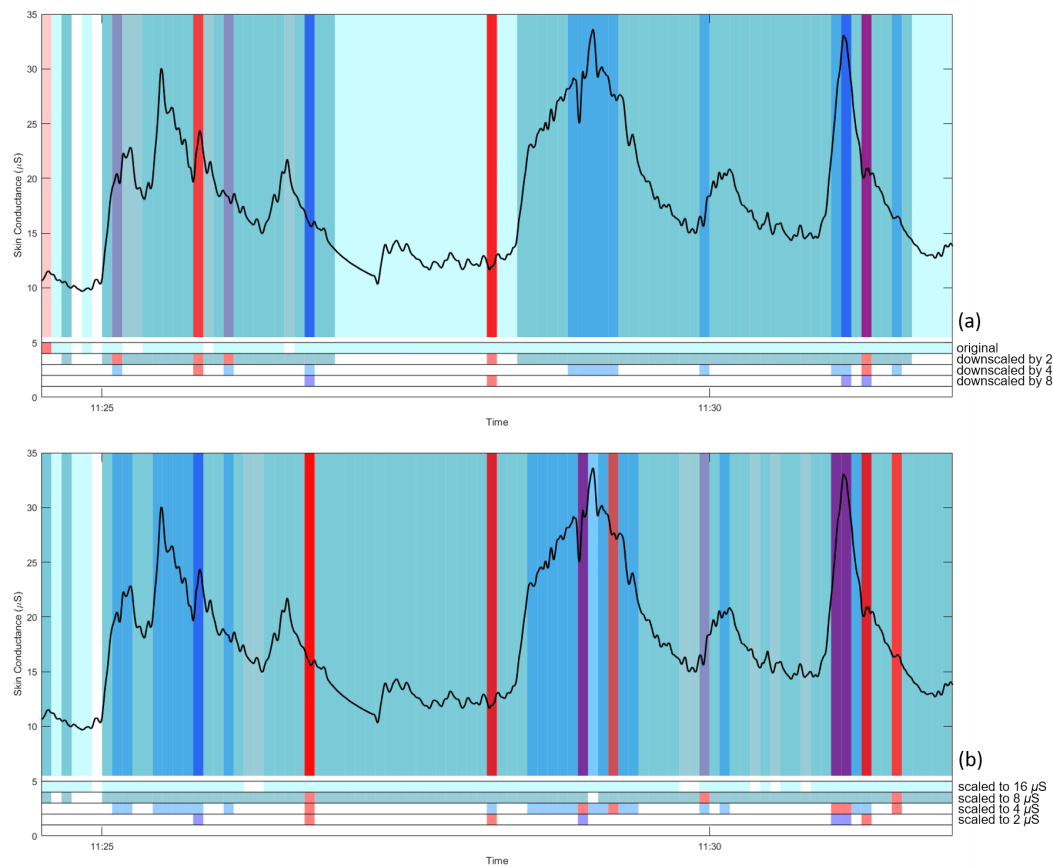 35
30
25
20
15
10
5
0
Skin Conductance (μS)
(a)
original
downscaled by 2
downscaled by 4
downscaled by 8
11:25
11:30
Time
35
30
25
20
15
10
5
0
Skin Conductance (μS)
(b)
scaled to 16 μS
scaled to 8 μS
scaled to 4 μS
scaled to 2 μS
11:25
11:30
Time